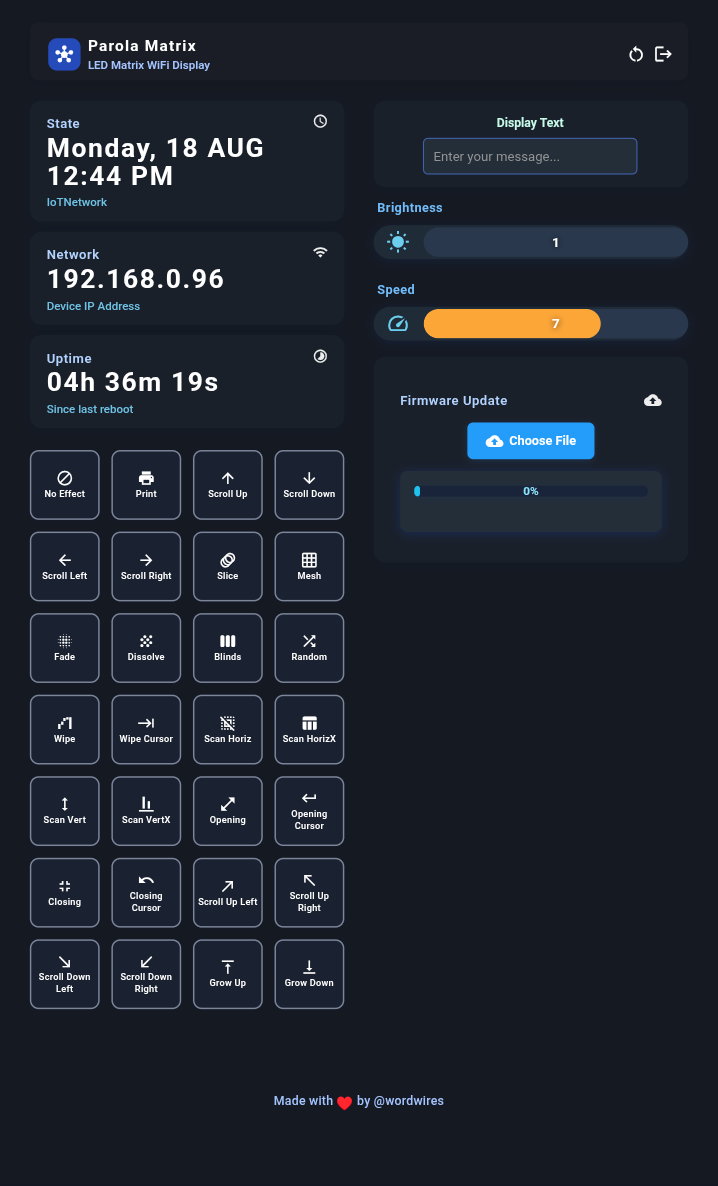 Parola Matrix
LED Matrix WiFi Display
State
Monday, 18 AUG
12:44 PM
IoTNetwork
Network
192.168.0.96
Device IP Address
Uptime
04h 36m 19s
Since last reboot
No Effect
Print
Scroll Up
Scroll Down
Scroll Left
Scroll Right
Slice
Mesh
Fade
Dissolve
Blinds
Random
Wipe
Wipe Cursor
Scan Horiz
Scan HorizX
Scan Vert
Scan VertX
Opening
Opening
Cursor
Closing
Closing
Cursor
Scroll Up Left
Scroll Up
Right
Scroll Down
Left
Scroll Down
Right
Grow Up
Grow Down
Display Text
Enter your message...
Brightness
1
Speed
7
Firmware Update
Choose File
0%
Made with ❤️ by @wordwires